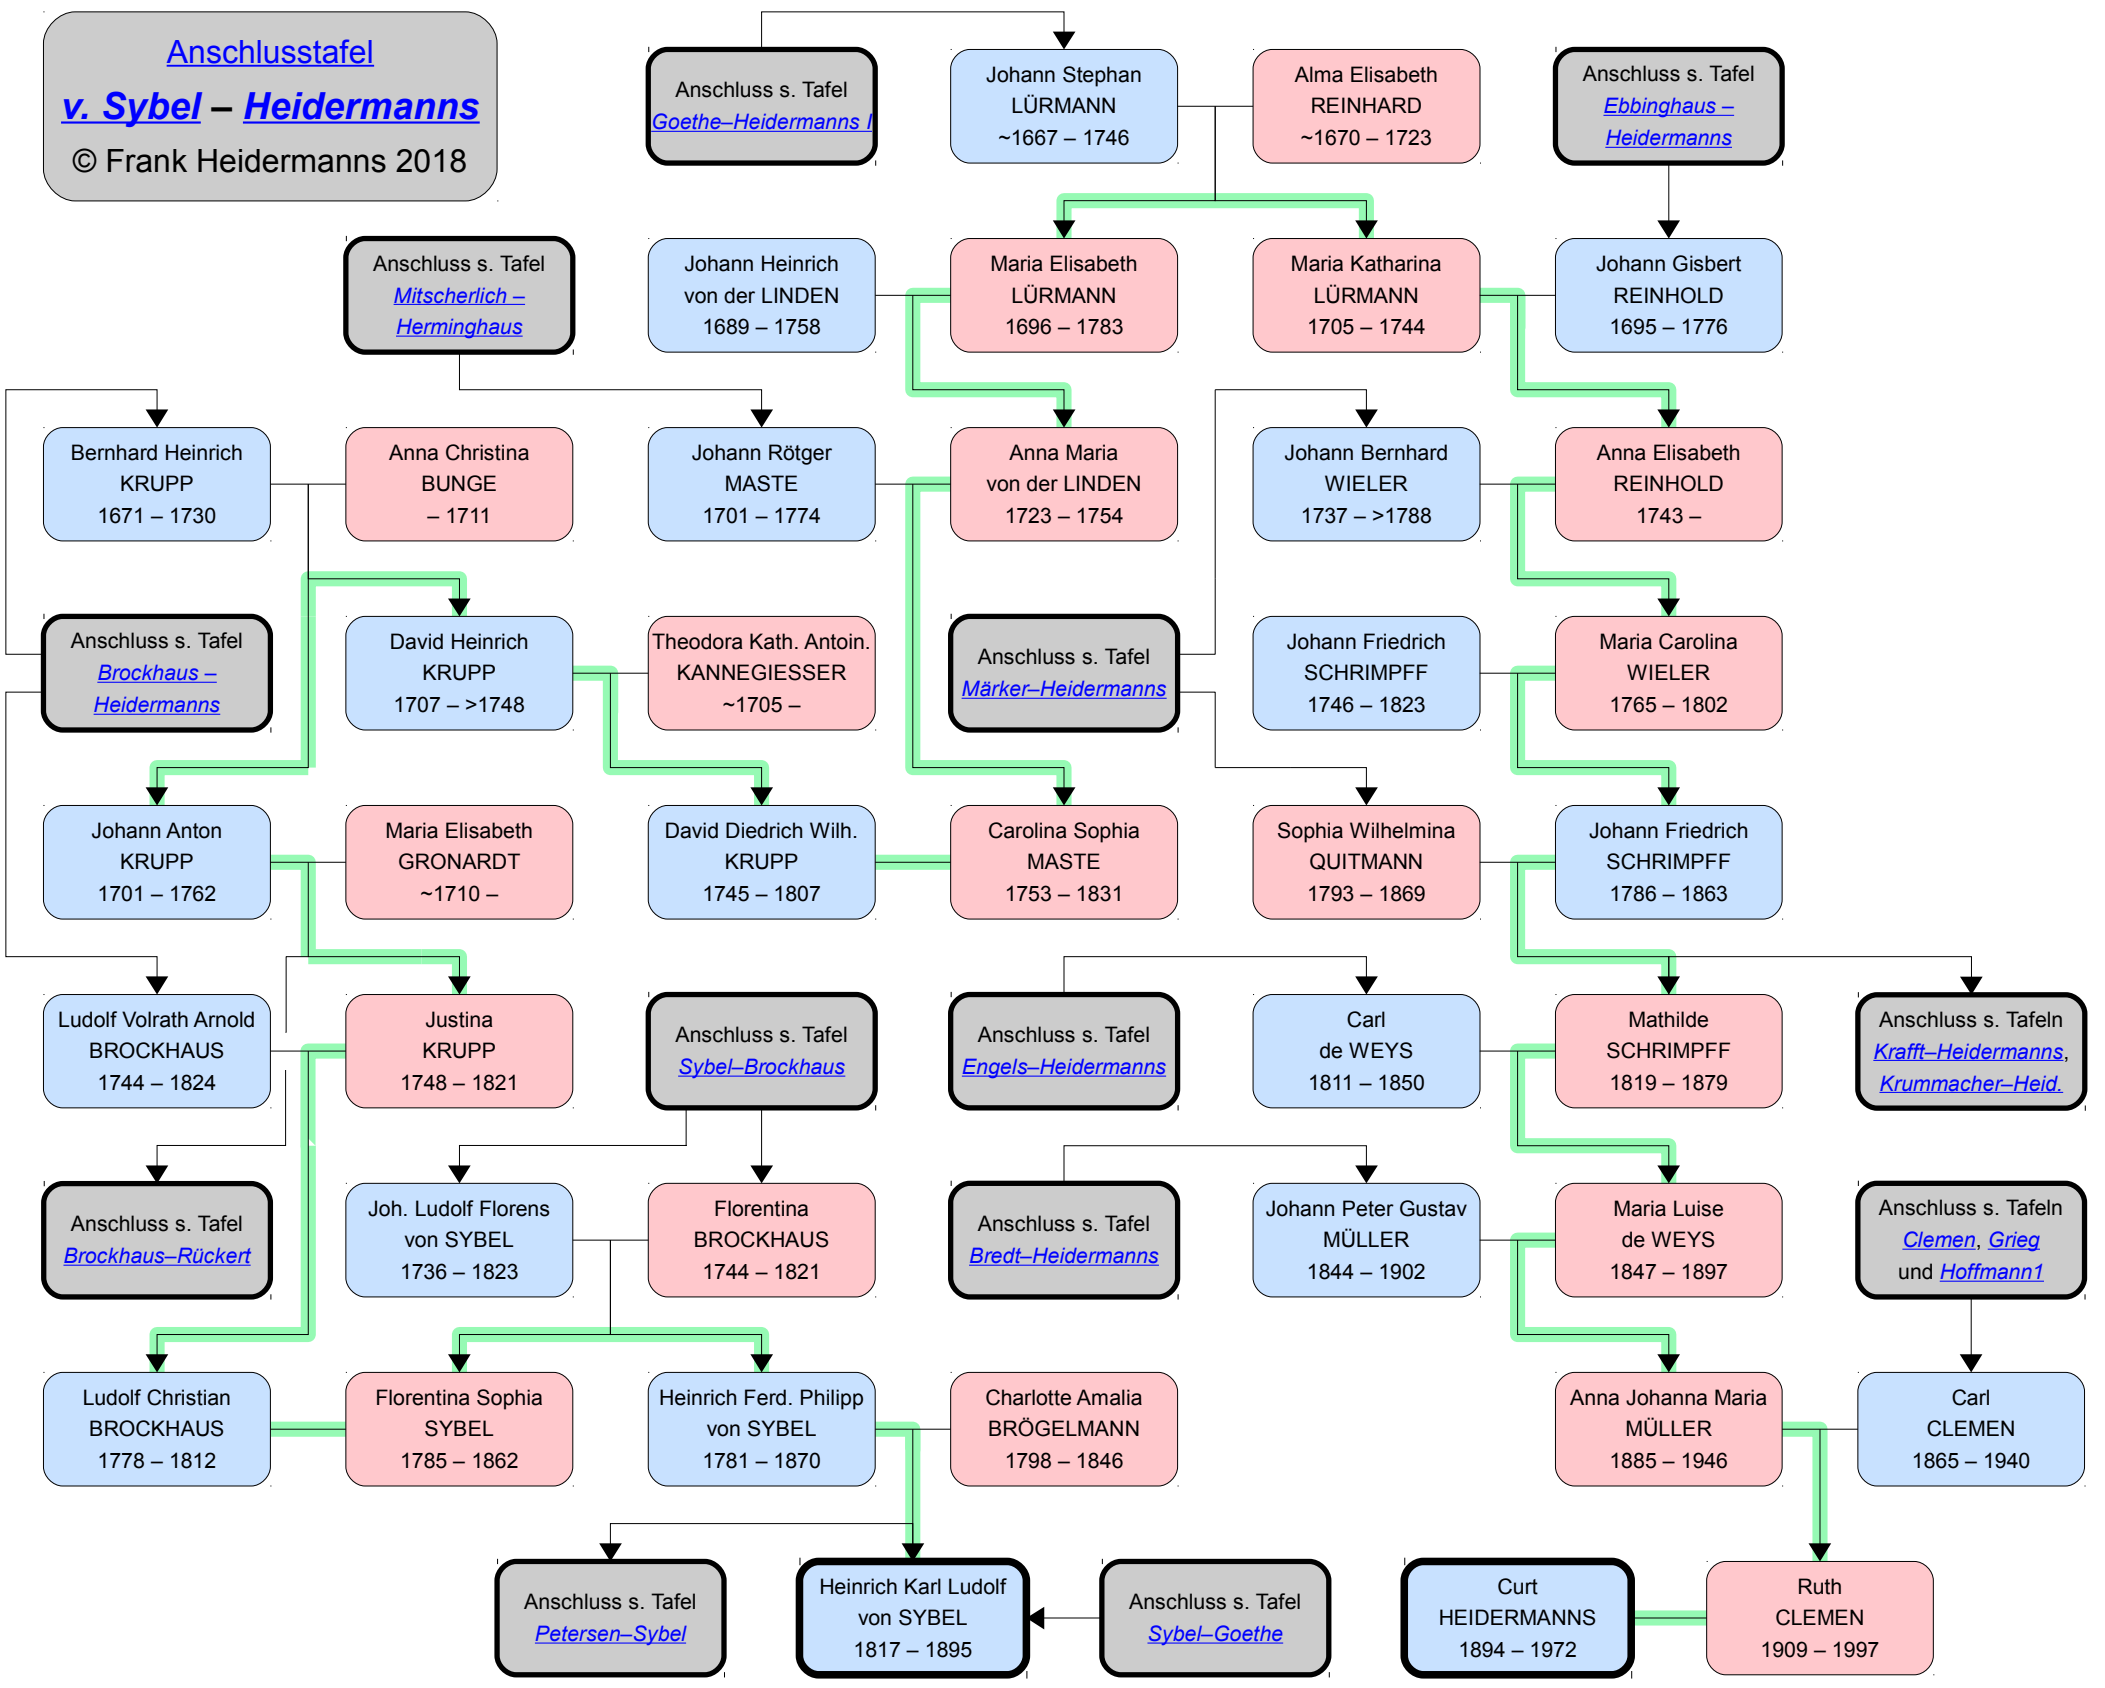 Anschlusstafel
v. Sybel – Heidermanns
© Frank Heidermanns 2018
Anschluss s. Tafel
Goethe–Heidermanns I
Johann Stephan
LÜRMANN
~1667 – 1746
Alma Elisabeth
REINHARD
~1670 – 1723
Anschluss s. Tafel
Ebbinghaus –
Heidermanns
Anschluss s. Tafel
Mitscherlich –
Herminghaus
Johann Heinrich
von der LINDEN
1689 – 1758
Maria Elisabeth
LÜRMANN
1696 – 1783
Maria Katharina
LÜRMANN
1705 – 1744
Johann Gisbert
REINHOLD
1695 – 1776
Bernhard Heinrich
KRUPP
1671 – 1730
Anna Christina
BUNGE
– 1711
Johann Rötger
MASTE
1701 – 1774
Anna Maria
von der LINDEN
1723 – 1754
Johann Bernhard
WIELER
1737 – >1788
Anna Elisabeth
REINHOLD
1743 –
Anschluss s. Tafel
Brockhaus –
Heidermanns
David Heinrich
KRUPP
1707 – >1748
Theodora Kath. Antoin.
KANNEGIESSER
~1705 –
Anschluss s. Tafel
Märker–Heidermanns
Johann Friedrich
SCHRIMPFF
1746 – 1823
Maria Carolina
WIELER
1765 – 1802
Johann Anton
KRUPP
1701 – 1762
Maria Elisabeth
GRONARDT
~1710 –
David Diedrich Wilh.
KRUPP
1745 – 1807
Carolina Sophia
MASTE
1753 – 1831
Sophia Wilhelmina
QUITMANN
1793 – 1869
Johann Friedrich
SCHRIMPFF
1786 – 1863
Ludolf Volrath Arnold
BROCKHAUS
1744 – 1824
Justina
KRUPP
1748 – 1821
Anschluss s. Tafel
Sybel–Brockhaus
Anschluss s. Tafel
Engels–Heidermanns
Carl
de WEYS
1811 – 1850
Mathilde
SCHRIMPFF
1819 – 1879
Anschluss s. Tafeln
Krafft–Heidermanns,
Krummacher–Heid.
Anschluss s. Tafel
Brockhaus–Rückert
Joh. Ludolf Florens
von SYBEL
1736 – 1823
Florentina
BROCKHAUS
1744 – 1821
Anschluss s. Tafel
Bredt–Heidermanns
Johann Peter Gustav
MÜLLER
1844 – 1902
Maria Luise
de WEYS
1847 – 1897
Anschluss s. Tafeln
Clemen, Grieg
und Hoffmann1
Ludolf Christian
BROCKHAUS
1778 – 1812
Florentina Sophia
SYBEL
1785 – 1862
Heinrich Ferd. Philipp
von SYBEL
1781 – 1870
Charlotte Amalia
BRÖGELMANN
1798 – 1846
Anna Johanna Maria
MÜLLER
1885 – 1946
Carl
CLEMEN
1865 – 1940
Anschluss s. Tafel
Petersen–Sybel
Heinrich Karl Ludolf
von SYBEL
1817 – 1895
Anschluss s. Tafel
Sybel–Goethe
Curt
HEIDERMANNS
1894 – 1972
Ruth
CLEMEN
1909 – 1997